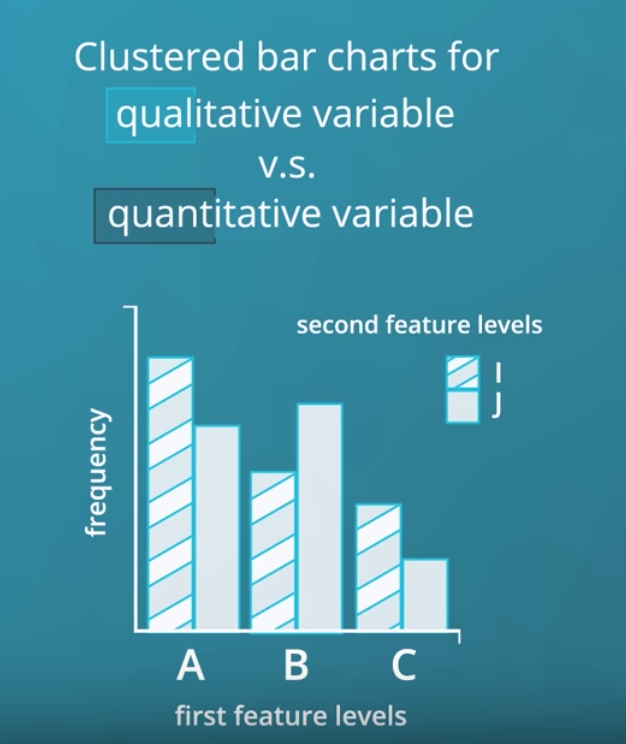 Clustered bar charts for
qualitative variable
v.s.
quantitative variable
second feature levels
I
J
frequency
A B C
first feature levels